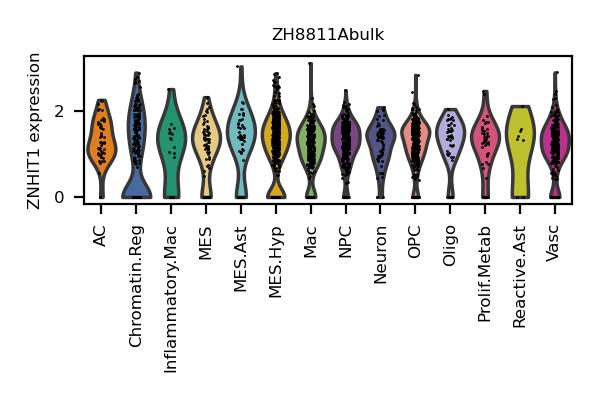 ZH8811Abulk
ZNHIT1 expression
2
0
AC
Chromatin.Reg
Inflammatory.Mac
MES
MES.Ast
MES.Hyp
Mac
NPC
Neuron
OPC
Oligo
Prolif.Metab
Reactive.Ast
Vasc